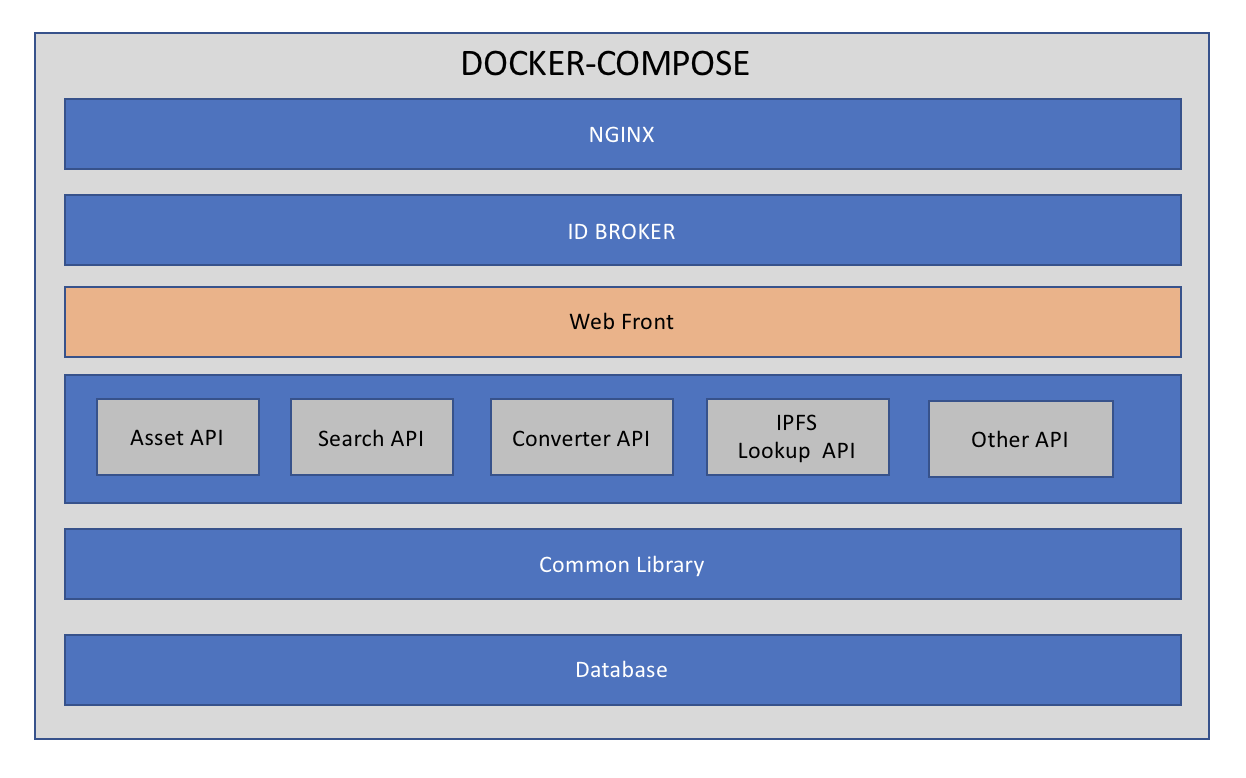 DOCKER-COMPOSE
NGINX
ID BROKER
Web Front
Asset API
Search API
Converter API
IPFS
Lookup  API
Other API
Common Library
Database